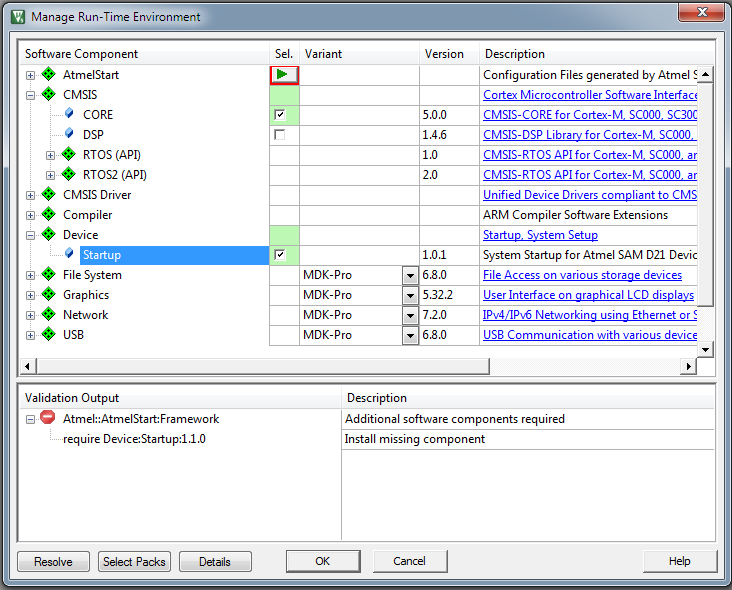 Manage Run-Time Environment
Software Component Sel. Variant Version Description
AtmelStart Configuration Files generated by Atmel S
CMSIS Cortex Microcontroller Software Interface
CORE 5.0.0 CMSIS-CORE for Cortex-M, SC000, SC300
DSP 1.4.6 CMSIS-DSP Library for Cortex-M, SC000,
RTOS (API) 1.0 CMSIS-RTOS API for Cortex-M, SC000, an
RTOS2 (API) 2.0 CMSIS-RTOS API for Cortex-M, SC000, an
CMSIS Driver Unified Device Drivers compliant to CMS
Compiler ARM Compiler Software Extensions
Device Startup, System Setup
Startup 1.0.1 System Startup for Atmel SAM D21 Devic
File System MDK-Pro 6.8.0 File Access on various storage devices
Graphics MDK-Pro 5.32.2 User Interface on graphical LCD displays
Network MDK-Pro 7.2.0 IPv4/IPv6 Networking using Ethernet or S
USB MDK-Pro 6.8.0 USB Communication with various device
Validation Output Description
Atmel::AtmelStart:Framework Additional software components required
require Device:Startup:1.1.0 Install missing component
Resolve Select Packs Details OK Cancel Help